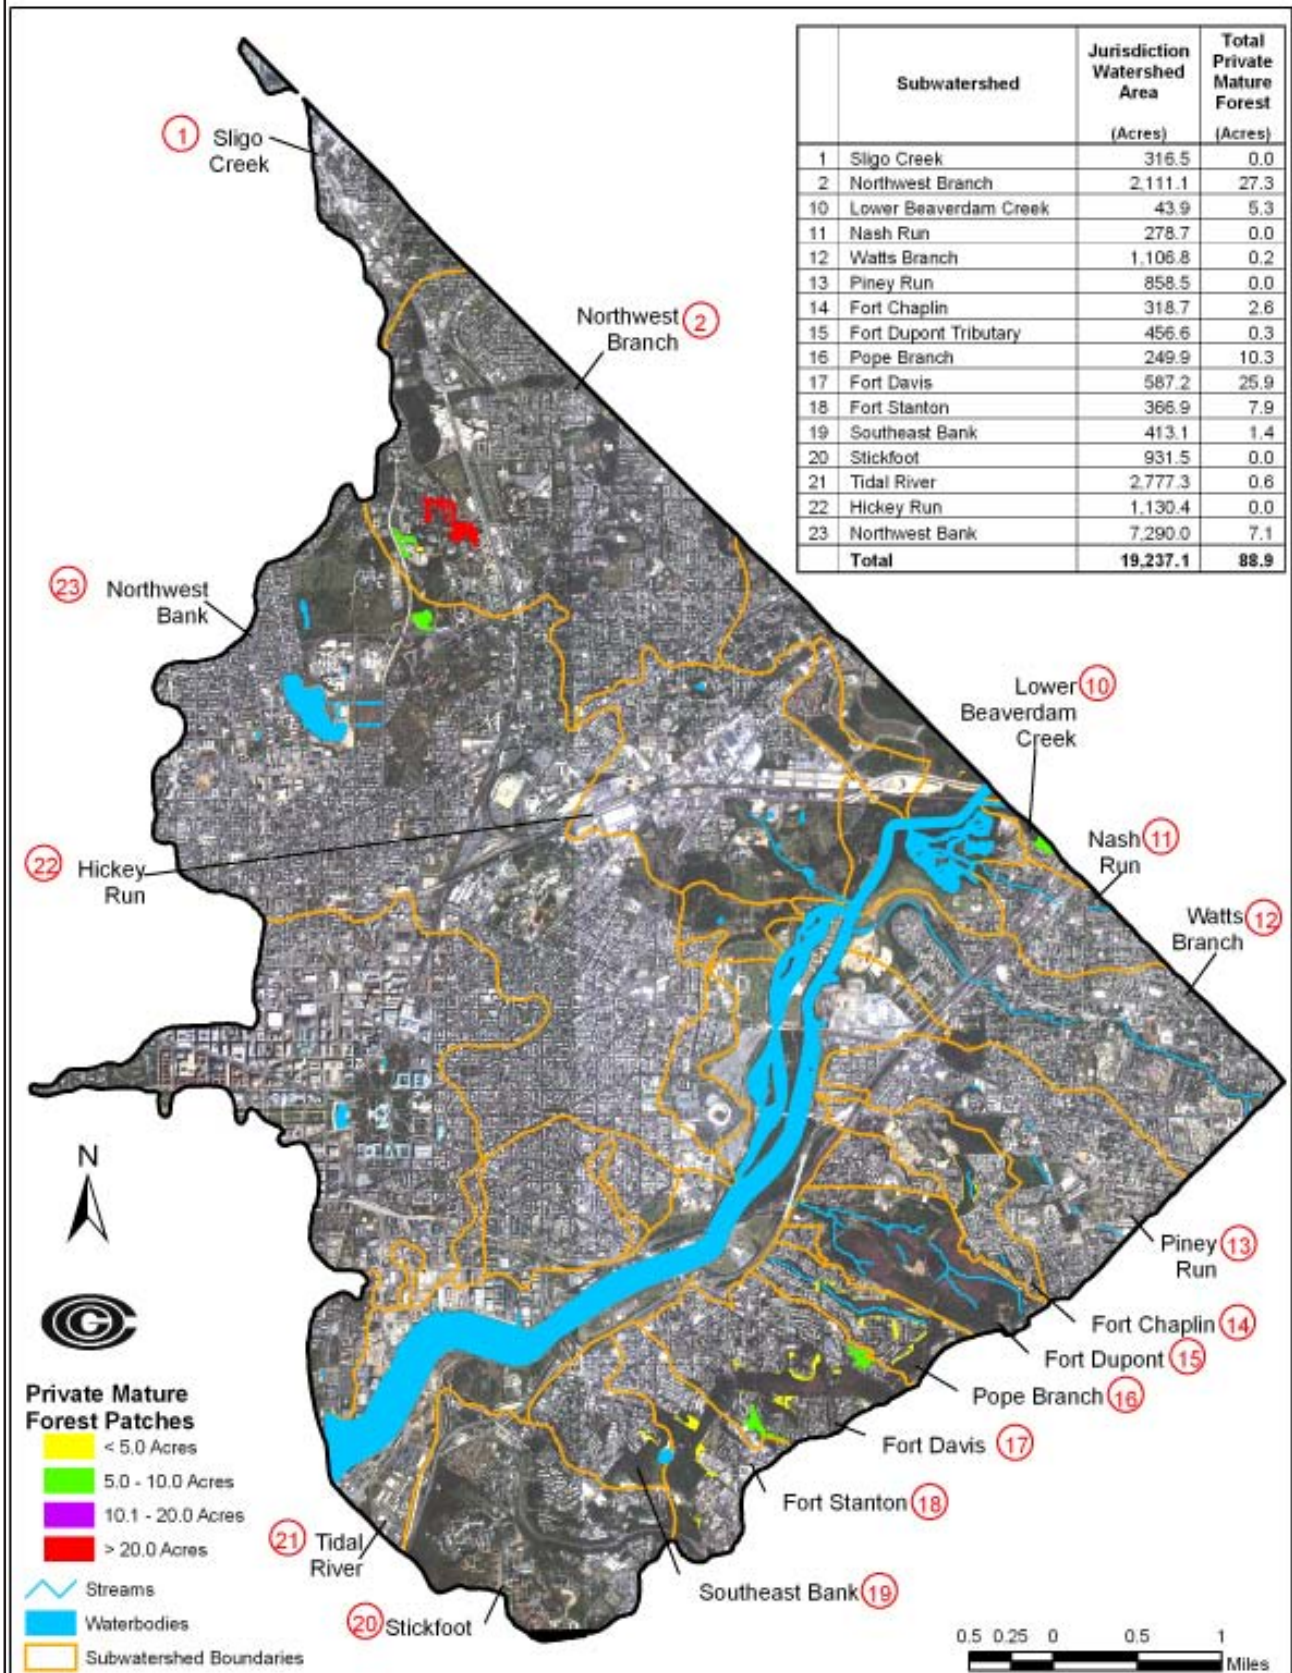 Subwatershed
Jurisdiction
Watershed
Area
(Acres)
Total
Private
Mature
Forest
(Acres)
1 Sligo Creek 316.5 0.0
2 Northwest Branch 2,111.1 27.3
10 Lower Beaverdam Creek 43.9 5.3
11 Nash Run 278.7 0.0
12 Watts Branch 1,106.8 0.2
13 Piney Run 858.5 0.0
14 Fort Chaplin 318.7 2.6
15 Fort Dupont Tributary 456.6 0.3
16 Pope Branch 249.9 10.3
17 Fort Davis 587.2 25.9
18 Fort Stanton 366.9 7.9
19 Southeast Bank 413.1 1.4
20 Stickfoot 931.5 0.0
21 Tidal River 2,777.3 0.6
22 Hickey Run 1,130.4 0.0
23 Northwest Bank 7,290.0 7.1
Total 19,237.1 88.9
1 Sligo
Creek
Northwest 2
Branch
23 Northwest
Bank
Lower 10
Beaverdam
Creek
Nash 11
Run
22 Hickey
Run
Watts 12
Branch
N
Piney 13
Run
Fort Chaplin 14
Fort Dupont 15
Pope Branch 16
Fort Davis 17
Fort Stanton 18
Southeast Bank 19
20 Stickfoot
21 Tidal
River
Private Mature
Forest Patches
< 5.0 Acres
5.0 - 10.0 Acres
10.1 - 20.0 Acres
> 20.0 Acres
Streams
Waterbodies
Subwatershed Boundaries
0.5 0.25 0 0.5 1
Miles